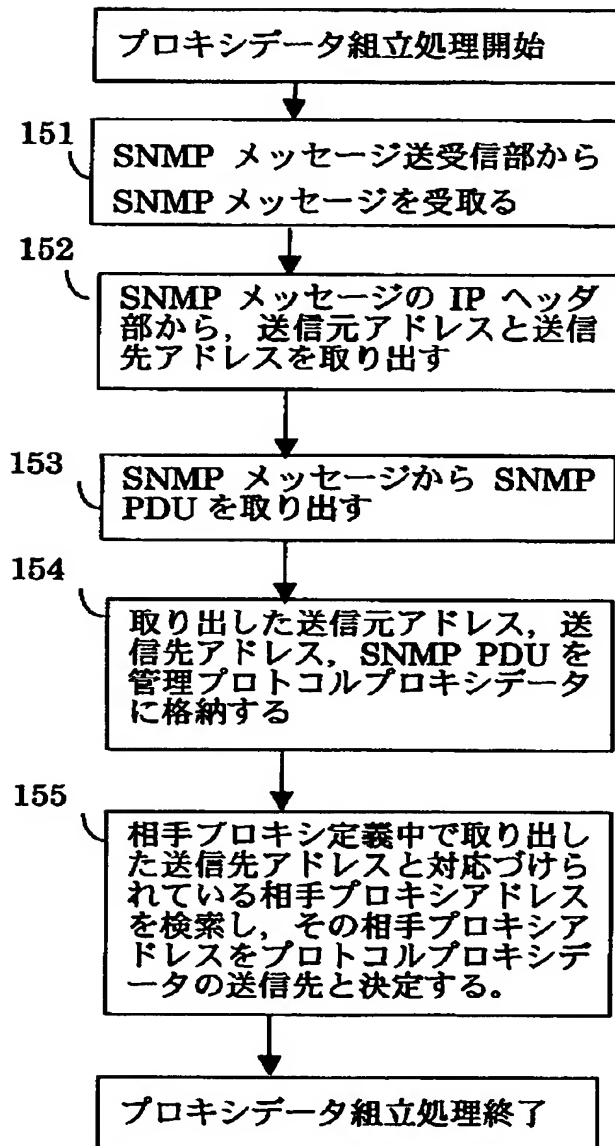 プロキシデータ組立処理開始
151
SNMP メッセージ送受信部から
SNMP メッセージを受取る
152
SNMP メッセージの IP ヘッダ
部から，送信元アドレスと送信
先アドレスを取り出す
153
SNMP メッセージから SNMP
PDU を取り出す
154
取り出した送信元アドレス，送
信先アドレス，SNMP PDU を
管理プロトコルプロキシデータ
に格納する
155
相手プロキシ定義中で取り出し
た送信先アドレスと対応づけら
れている相手プロキシアドレス
を検索し，その相手プロキシア
ドレスをプロトコルプロキシデ
ータの送信先と決定する。
プロキシデータ組立処理終了